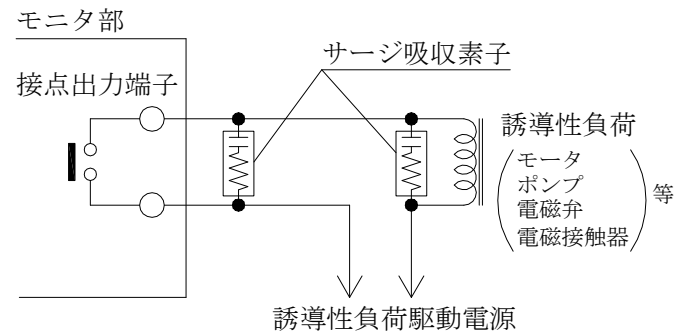 モニタ部
サージ吸収素子
接点出力端子
誘導性負荷
モータ
ポンプ
電磁弁
電磁接触器
等
誘導性負荷駆動電源